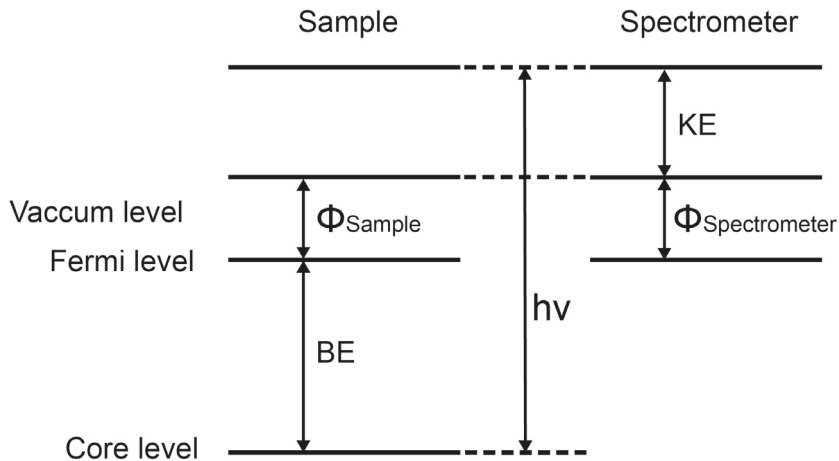 Sample
Spectrometer
KE
Vaccum level
ΦSample
ΦSpectrometer
Fermi level
hv
BE
Core level